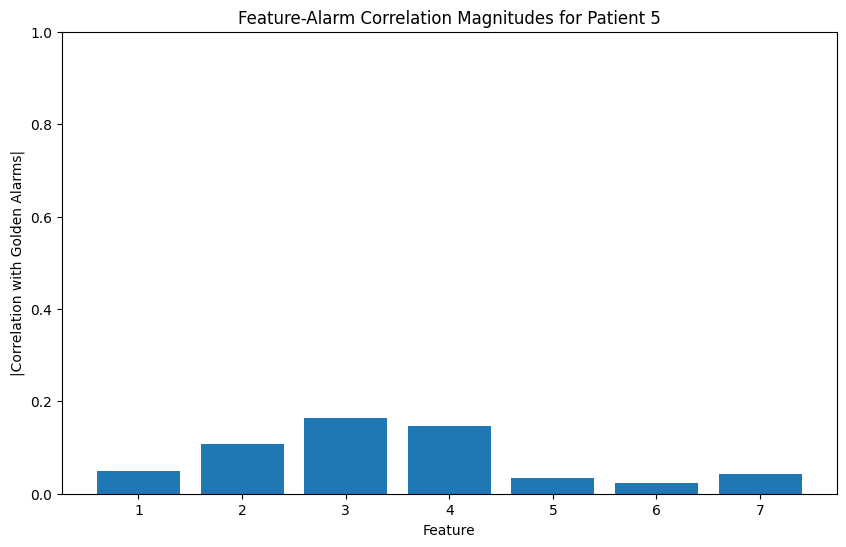 Feature-Alarm Correlation Magnitudes for Patient 5
|Correlation with Golden Alarms|
1.0
0.8
0.6
0.4
0.2
0.0
1 2 3 4 5 6 7
Feature